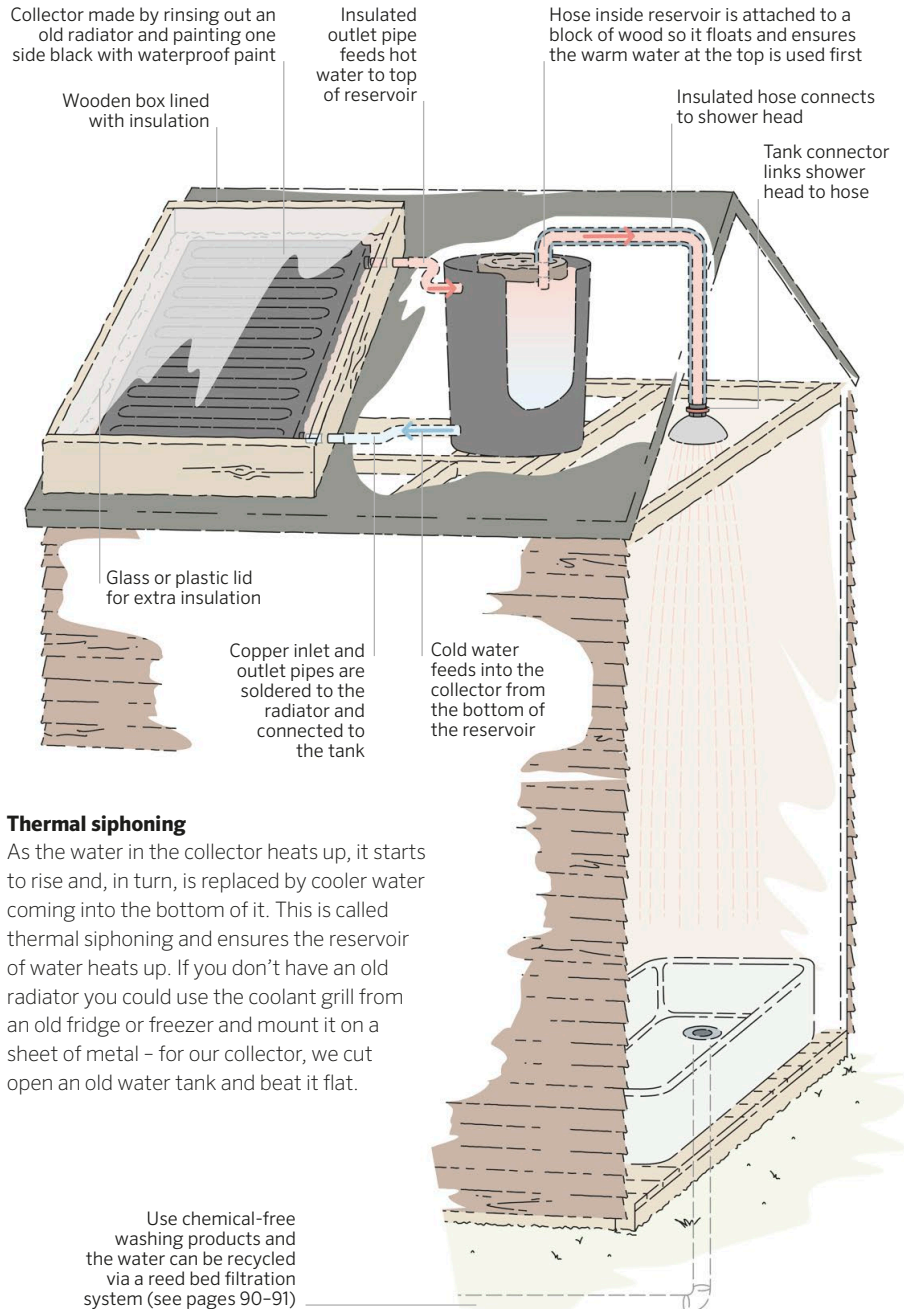 Collector made by rinsing out an
old radiator and painting one
side black with waterproof paint
Insulated
outlet pipe
feeds hot
water to top
of reservoir
Hose inside reservoir is attached to a
block of wood so it floats and ensures
the warm water at the top is used first
Wooden box lined
with insulation
Insulated hose connects
to shower head
Tank connector
links shower
head to hose
Glass or plastic lid
for extra insulation
Copper inlet and
outlet pipes are
soldered to the
radiator and
connected to
the tank
Cold water
feeds into the
collector from
the bottom of
the reservoir
Thermal siphoning
As the water in the collector heats up, it starts
to rise and, in turn, is replaced by cooler water
coming into the bottom of it. This is called
thermal siphoning and ensures the reservoir
of water heats up. If you don’t have an old
radiator you could use the coolant grill from
an old fridge or freezer and mount it on a
sheet of metal – for our collector, we cut
open an old water tank and beat it flat.
Use chemical-free
washing products and
the water can be recycled
via a reed bed filtration
system (see pages 90–91)